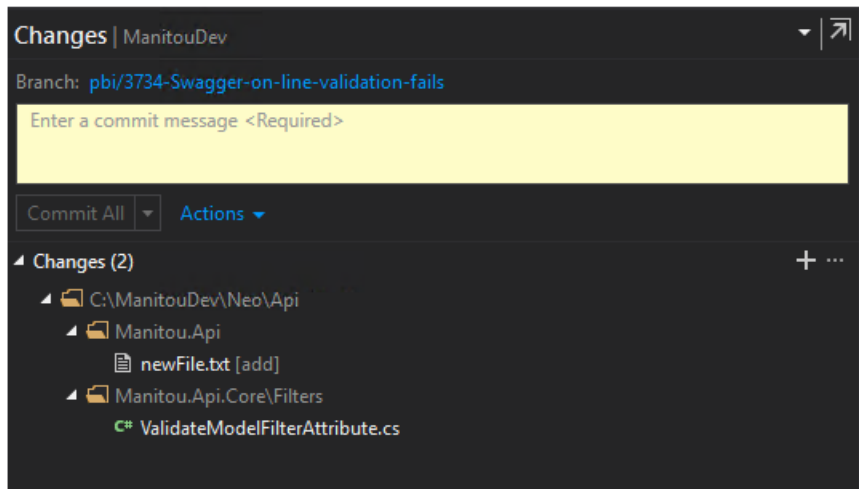 Changes | ManitouDev
Branch: pbi/3734-Swagger-on-line-validation-fails
Enter a commit message <Required>
Commit All Actions
Changes (2)
C:\ManitouDev\Neo\Api
Manitou.Api
newFile.txt [add]
Manitou.Api.Core\Filters
C# ValidateModelFilterAttribute.cs